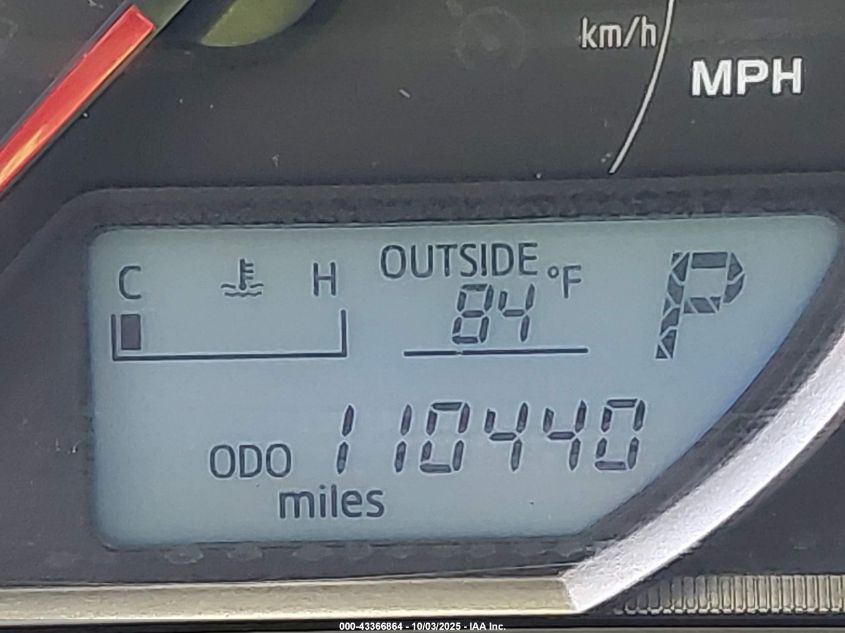 km/h
MPH
C H
OUTSIDE °F
84
P
ODO 110440
miles
000-43366864 - 10/03/2025 - IAA Inc.